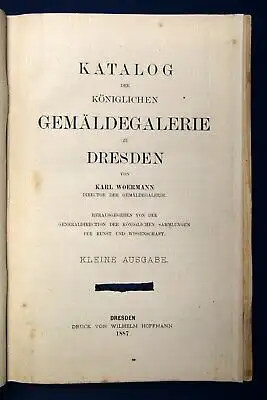 KATALOG
DER
KÖNIGLICHEN
GEMÄLDEGALERIE
ZU
DRESDEN
VON
KARL WOERMANN
DIRECTOR DER GEMÄLDEGALERIE.
HERAUSGEGEBEN VON DER
GENERALDIRECTION DER KÖNIGLICHEN SAMMLUNGEN
FÜR KUNST UND WISSENSCHAFT.
KLEINE AUSGABE.
DRESDEN
DRUCK VON WILHELM HOFFMANN
1887.